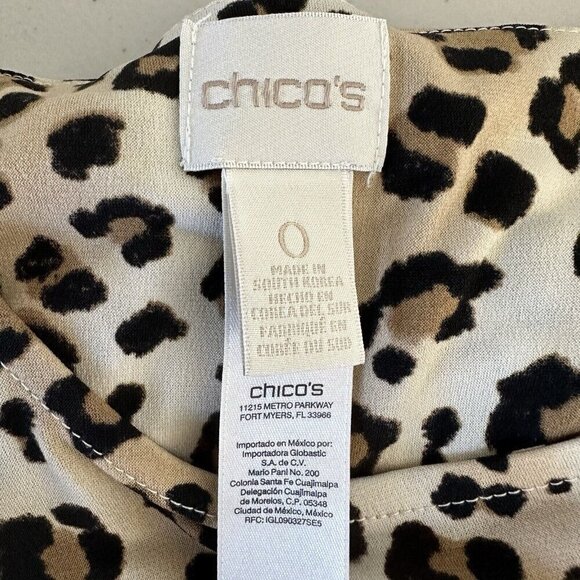 chico's
0
MADE IN
SOUTH KOREA
HECHO EN
COREA DEL SUR
FABRIQUÉ EN
CORÉE DU SUD
chico's
11215 METRO PARKWAY
FORT MYERS, FL 33966
Importado en México por:
Importadora Globastic
S.A. de C.V.
Mario Pani No. 200
Colonia Santa Fe Cuajimalpa
Delegación Cuajimalpa
de Morelos, C.P. 05348
Ciudad de México, México
RFC: IGL090327SE5